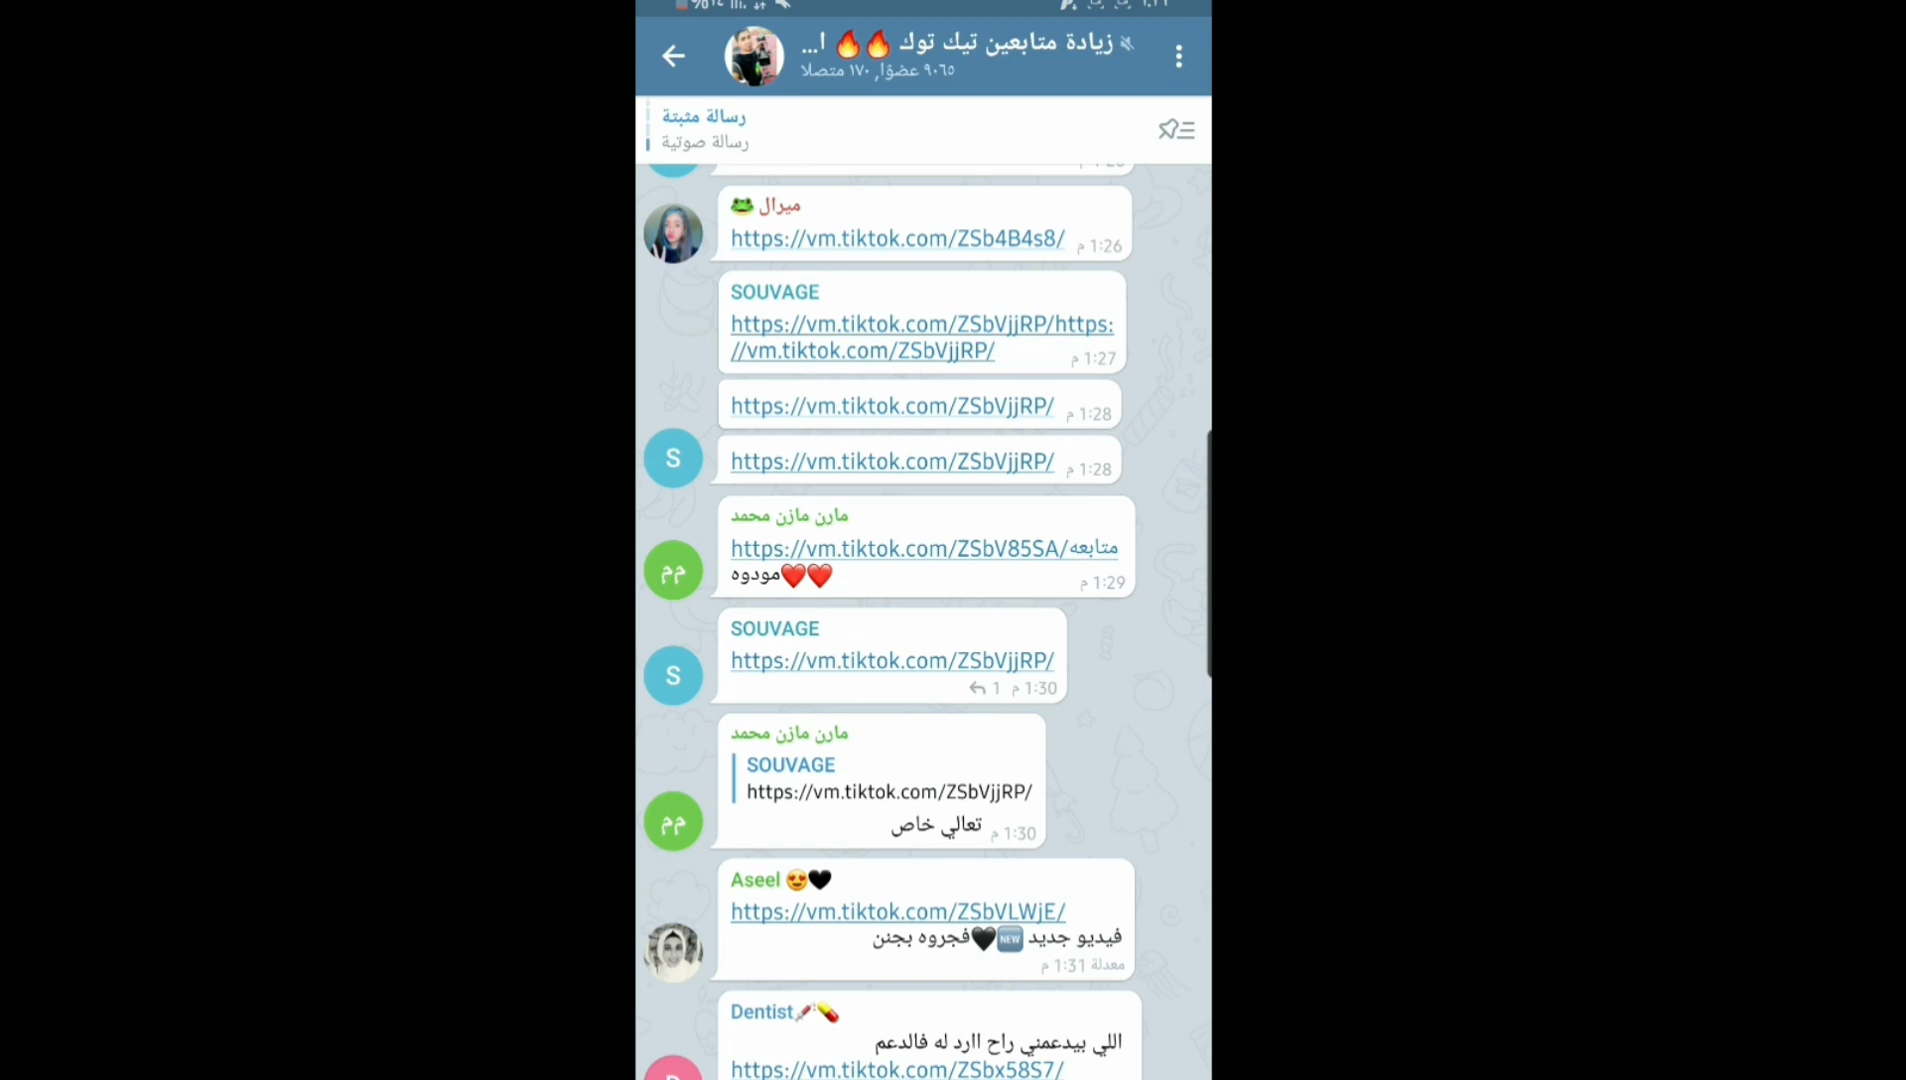 زيادة متابعين تيك توك 🔥🔥 ا...
٩٠٦٥ عضوًا, ١٧٠ متصلا
رسالة مثبتة
رسالة صوتية
ميرال 🐸
https://vm.tiktok.com/ZSb4B4s8/
1:26 م
SOUVAGE
https://vm.tiktok.com/ZSbVjjRP/https:
//vm.tiktok.com/ZSbVjjRP/
1:27 م
https://vm.tiktok.com/ZSbVjjRP/
1:28 م
S
https://vm.tiktok.com/ZSbVjjRP/
1:28 م
مارن مازن محمد
https://vm.tiktok.com/ZSbV85SA/متابعه
مم
مودوه❤️❤️
1:29 م
SOUVAGE
S
https://vm.tiktok.com/ZSbVjjRP/
1 1:30 م
مارن مازن محمد
SOUVAGE
https://vm.tiktok.com/ZSbVjjRP/
مم
تعالي خاص
1:30 م
Aseel 😍🖤
https://vm.tiktok.com/ZSbVLWjE/
فيديو جديد 🆕🖤فجروه بجنن
معدلة 1:31 م
Dentist💉💊
اللي بيدعمني راح اارد له فالدعم
https://vm.tiktok.com/ZSbx58S7/